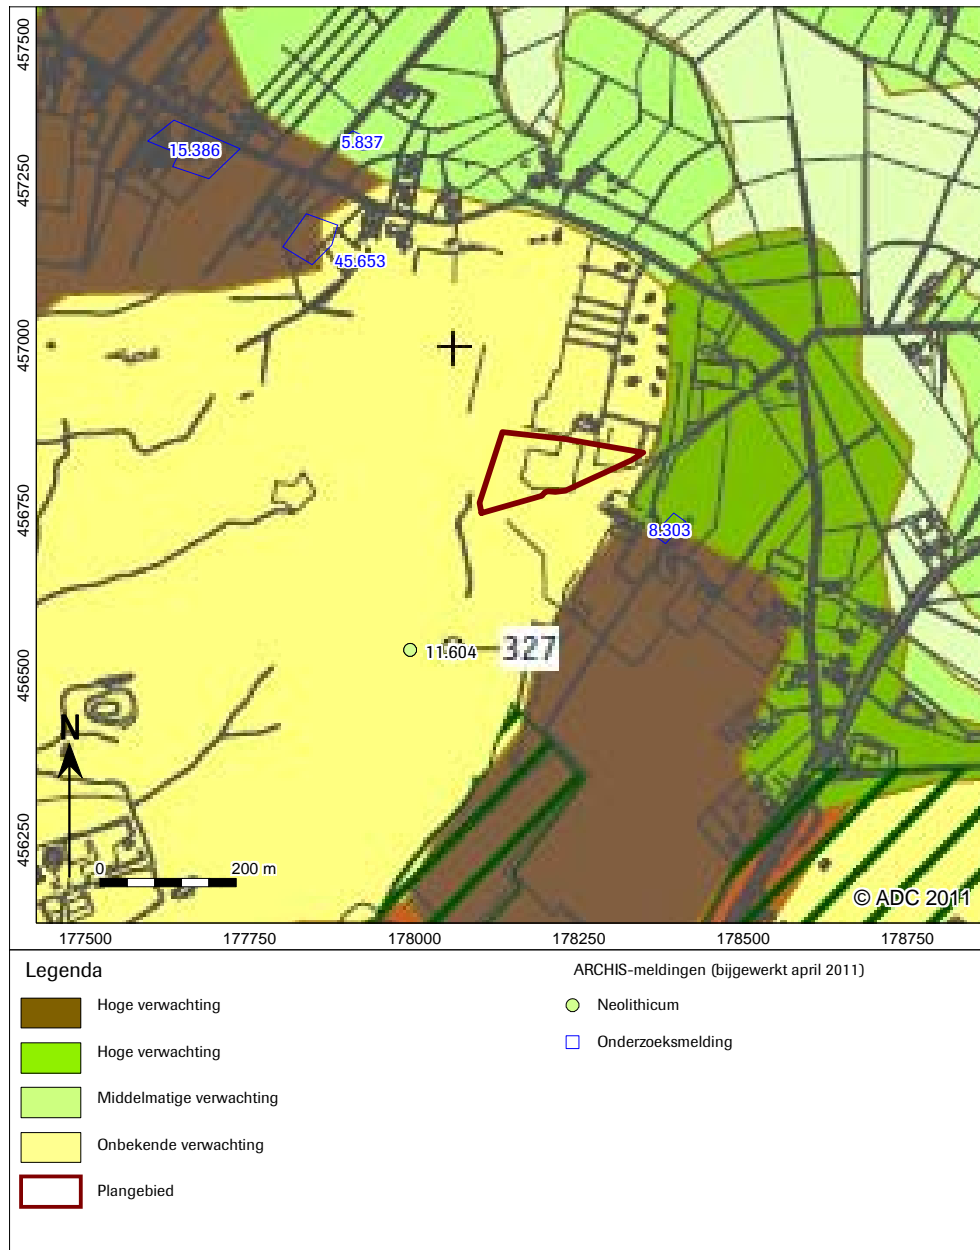 457500
457250
457000
456750
456500
456250
15.386
5.837
45.653
8.303
11.604
327
N
0
200 m
© ADC 2011
177500
177750
178000
178250
178500
178750
Legenda
Hoge verwachting
Hoge verwachting
Middelmatige verwachting
Onbekende verwachting
Plangebied
ARCHIS-meldingen (bijgewerkt april 2011)
Neolithicum
Onderzoeksmelding